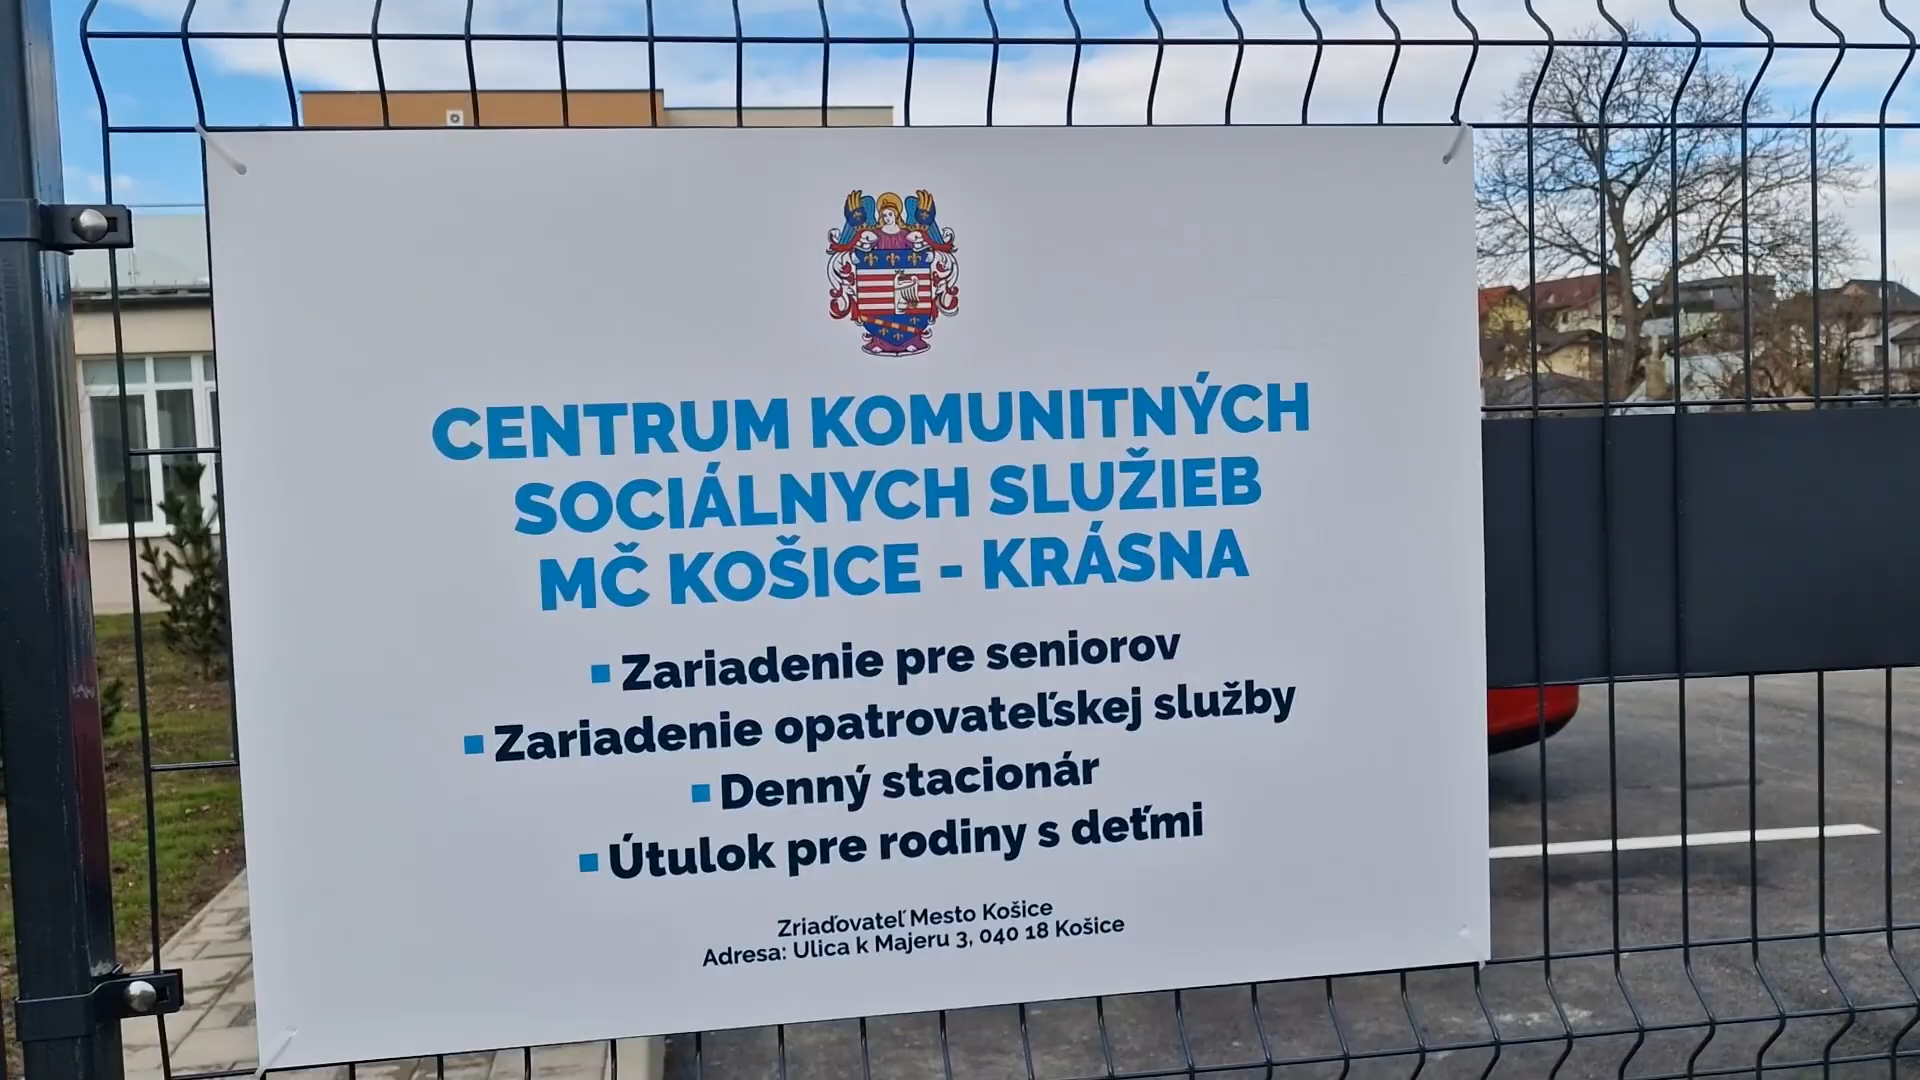 CENTRUM KOMUNITNÝCH
SOCIÁLNYCH SLUŽIEB
MČ KOŠICE - KRÁSNA
▪ Zariadenie pre seniorov
▪ Zariadenie opatrovateľskej služby
▪ Denný stacionár
▪ Útulok pre rodiny s deťmi
Zriaďovateľ Mesto Košice
Adresa: Ulica k Majeru 3, 040 18 Košice